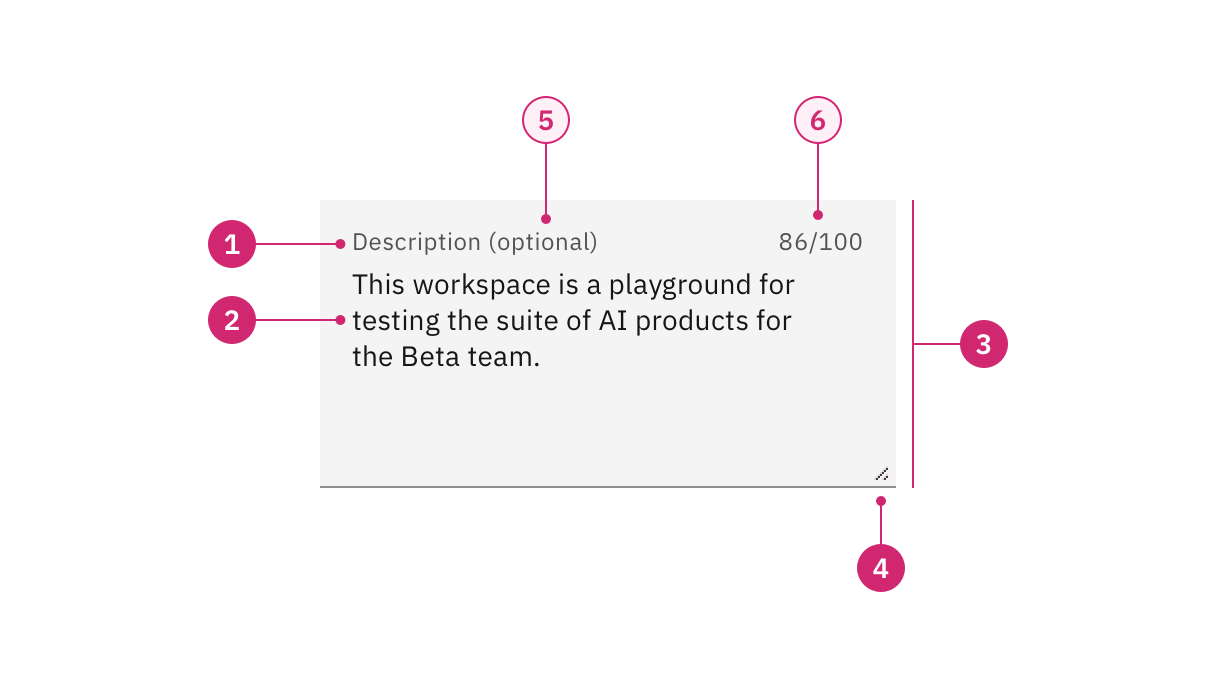 5
6
1
Description (optional)
86/100
This workspace is a playground for
2
testing the suite of AI products for
3
the Beta team.
4